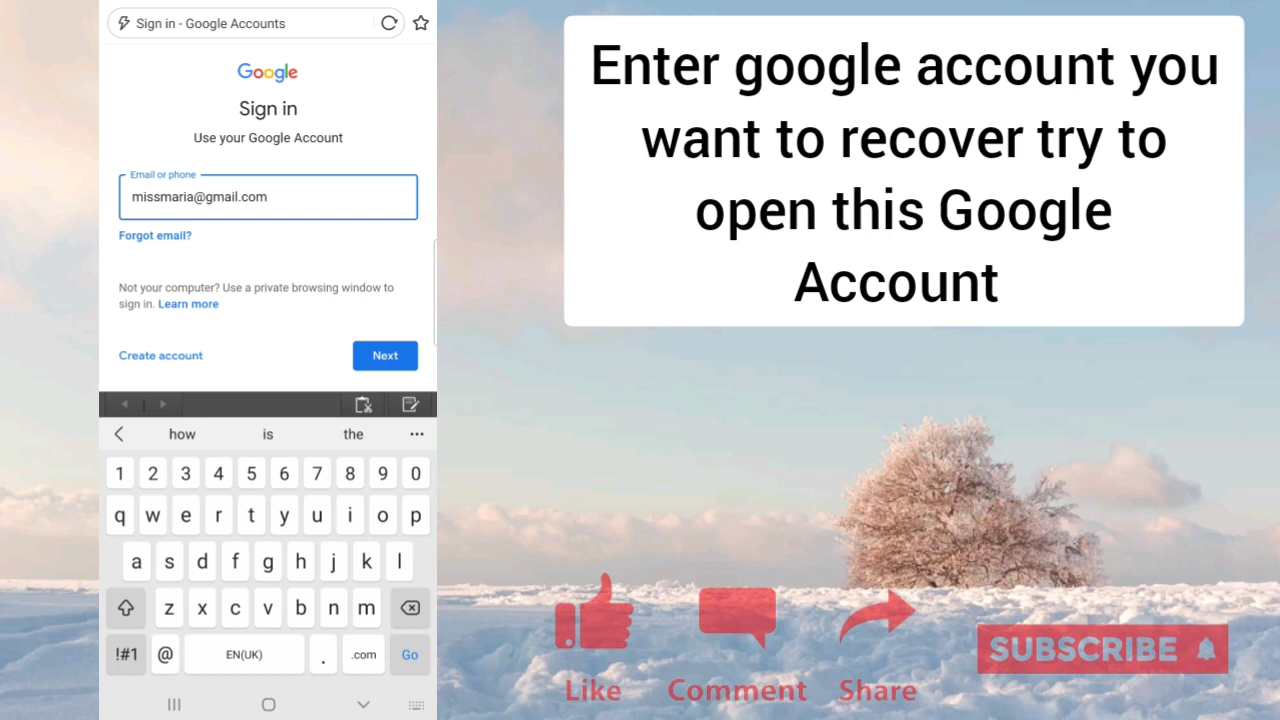 Sign in - Google Accounts
Google
Sign in
Use your Google Account
Email or phone
missmaria@gmail.com
Forgot email?
Not your computer? Use a private browsing window to
sign in. Learn more
Create account
Next
how is the
1 2 3 4 5 6 7 8 9 0
q w e r t y u i o p
a s d f g h j k l
z x c v b n m
!#1 @ EN(UK) . .com Go
Enter google account you
want to recover try to
open this Google
Account
Like Comment Share
SUBSCRIBE